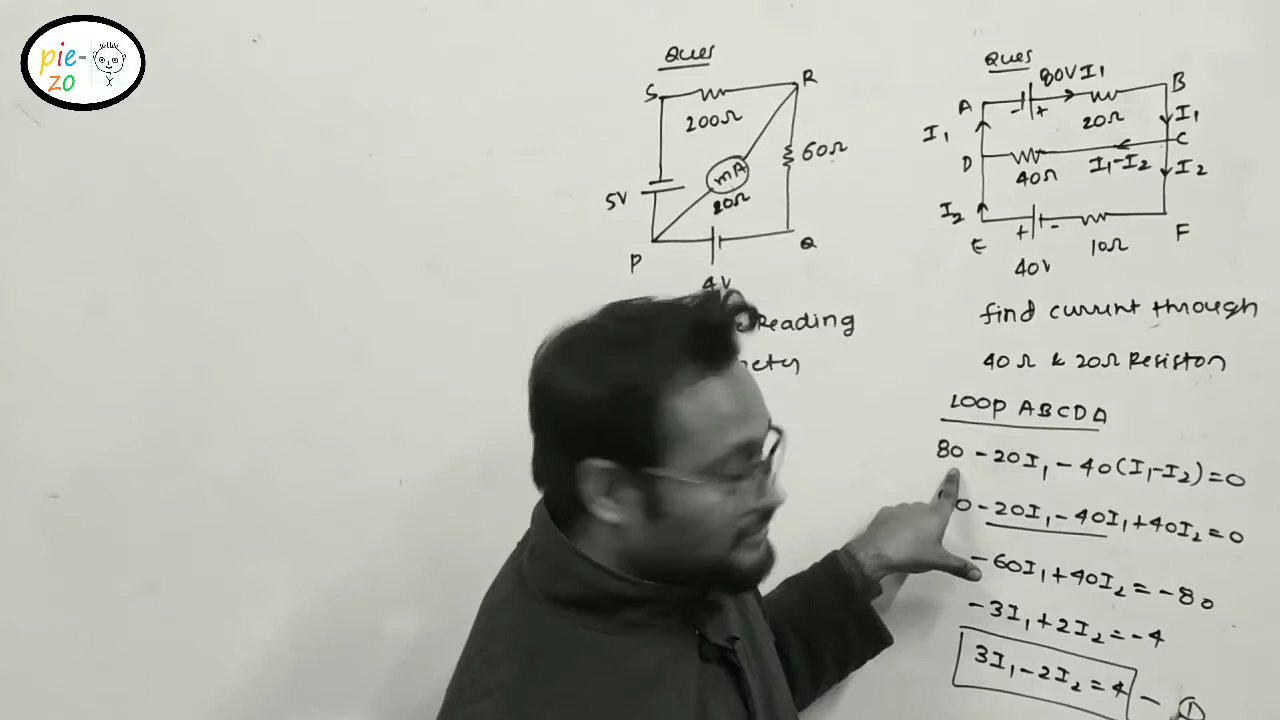 pie-
zo
Ques
S
R
200Ω
60Ω
mA
20Ω
5V
P
Q
4V
Reading
Ques
80V I₁
A
B
- +
20Ω
I₁
I₁
C
D
40Ω
I₁-I₂
I₂
I₂
E
+ -
10Ω
F
40V
find current through
40Ω & 20Ω Resistor
LOOP ABCDA
80 - 20I₁ - 40(I₁-I₂) = 0
0 - 20I₁ - 40I₁ + 40I₂ = 0
-60I₁ + 40I₂ = -80
-3I₁ + 2I₂ = -4
3I₁ - 2I₂ = 4 - ①